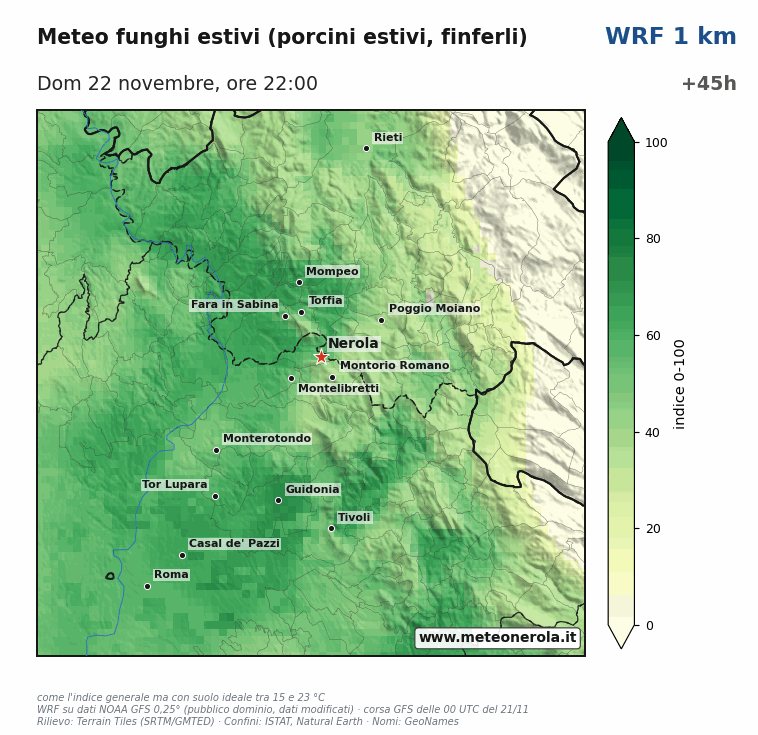 Meteo funghi estivi (porcini estivi, finferli)
WRF 1 km
Dom 22 novembre, ore 22:00
+45h
Rieti
Mompeo
Fara in Sabina
Toffia
Poggio Moiano
Nerola
Montorio Romano
Montelibretti
Monterotondo
Tor Lupara
Guidonia
Tivoli
Casal de' Pazzi
Roma
www.meteonerola.it
100
80
60
40
20
0
indice 0-100
come l'indice generale ma con suolo ideale tra 15 e 23 °C
WRF su dati NOAA GFS 0,25° (pubblico dominio, dati modificati) · corsa GFS delle 00 UTC del 21/11
Rilievo: Terrain Tiles (SRTM/GMTED) · Confini: ISTAT, Natural Earth · Nomi: GeoNames